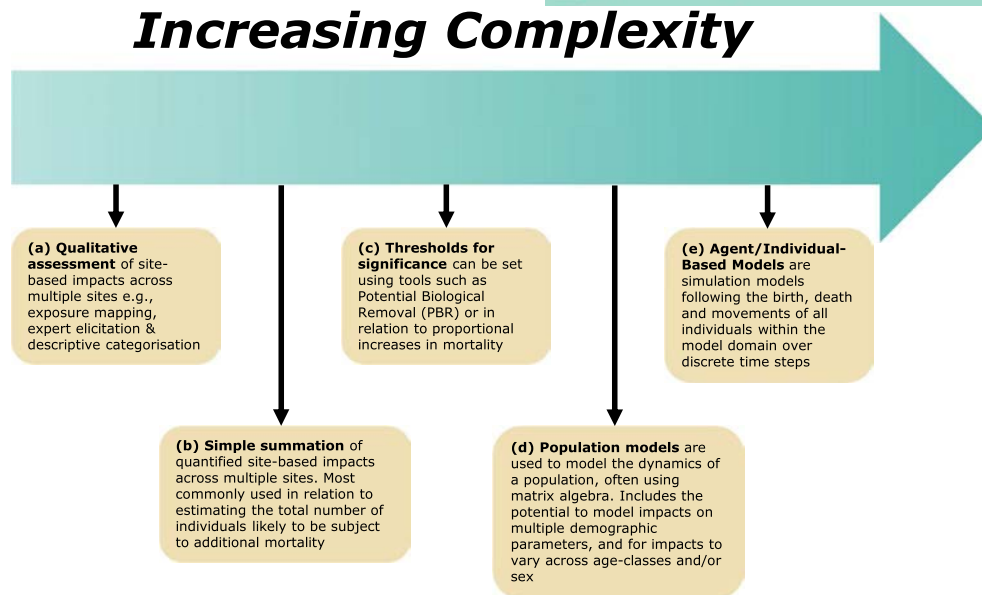 Increasing Complexity
(a) Qualitative
assessment of site-
based impacts across
multiple sites e.g.,
exposure mapping,
expert elicitation &
descriptive categorisation
(b) Simple summation of
quantified site-based impacts
across multiple sites. Most
commonly used in relation to
estimating the total number of
individuals likely to be subject
to additional mortality
(c) Thresholds for
significance can be set
using tools such as
Potential Biological
Removal (PBR) or in
relation to proportional
increases in mortality
(d) Population models are
used to model the dynamics of
a population, often using
matrix algebra. Includes the
potential to model impacts on
multiple demographic
parameters, and for impacts to
vary across age-classes and/or
sex
(e) Agent/Individual-
Based Models are
simulation models
following the birth, death
and movements of all
individuals within the
model domain over
discrete time steps